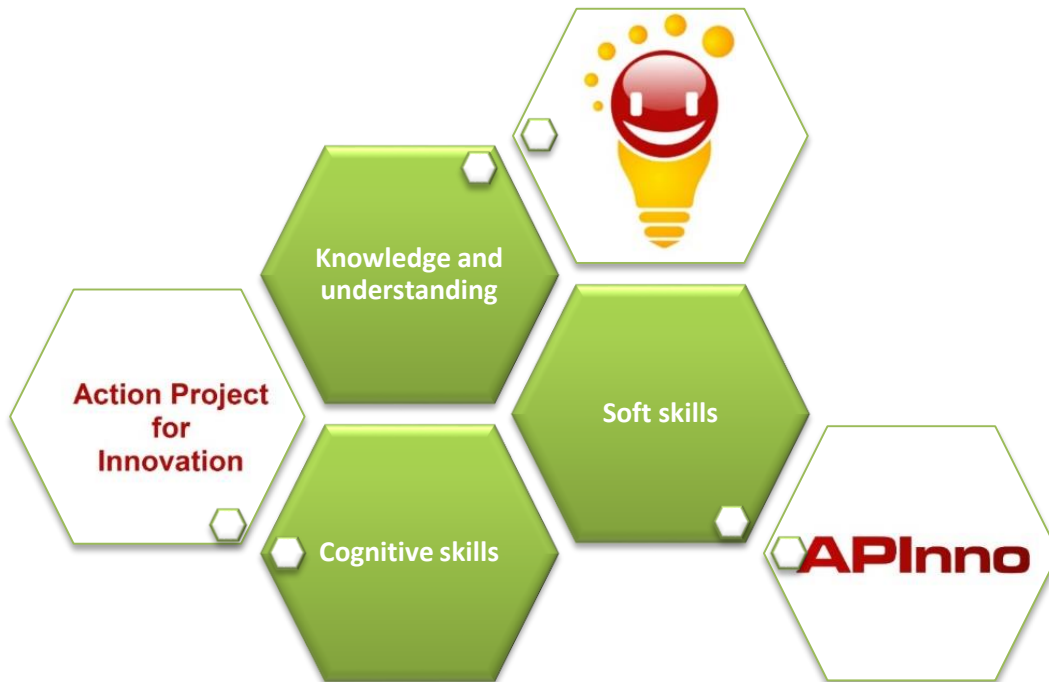 Knowledge and
understanding
Action Project
for
Innovation
Soft skills
Cognitive skills
APInno